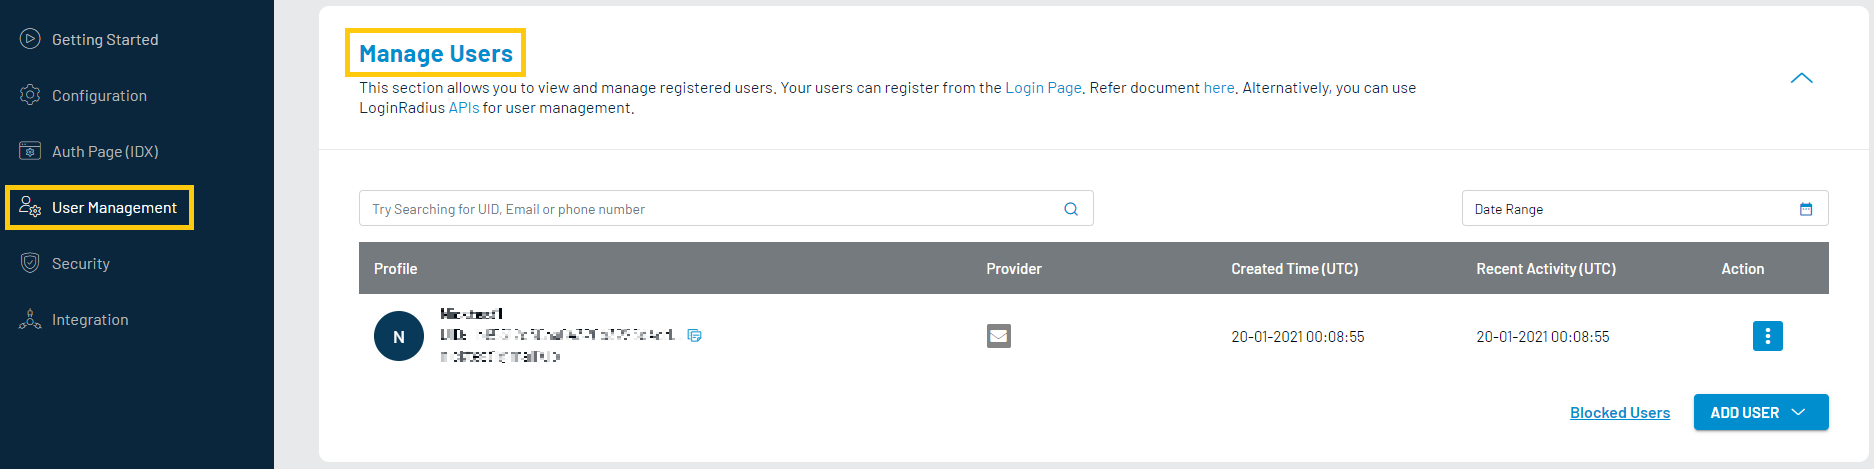 Getting Started
Configuration
Auth Page (IDX)
User Management
Security
Integration
Manage Users
This section allows you to view and manage registered users. Your users can register from the Login Page. Refer document here. Alternatively, you can use
LoginRadius APIs for user management.
Try Searching for UID, Email or phone number
Date Range
Profile Provider Created Time (UTC) Recent Activity (UTC) Action
N
UID:
20-01-2021 00:08:55 20-01-2021 00:08:55
Blocked Users ADD USER